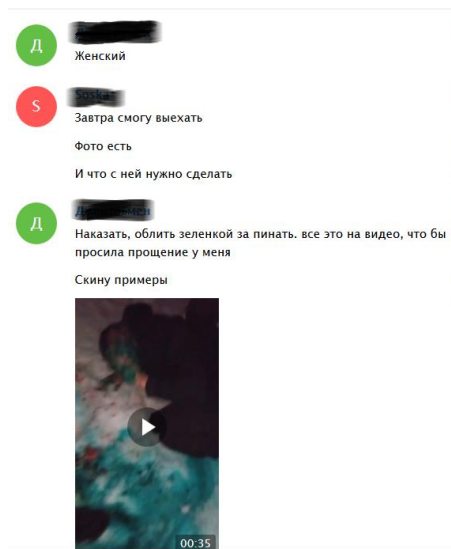 Д
Женский
S
Завтра смогу выехать
Фото есть
И что с ней нужно сделать
Д
Наказать, облить зеленкой за пинать. все это на видео, что бы
просила прощение у меня
Скину примеры
00:35